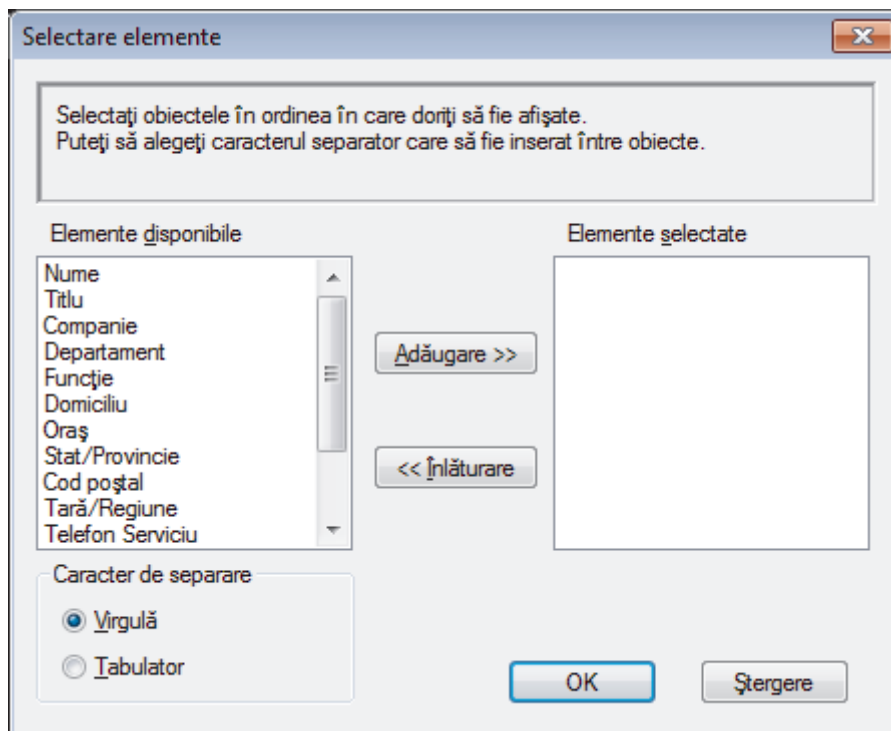 Selectare elemente
Selectaţi obiectele în ordinea în care doriţi să fie afişate.
Puteţi să alegeţi caracterul separator care să fie inserat între obiecte.
Elemente disponibile
Elemente selectate
Nume
Titlu
Companie
Departament
Funcţie
Domiciliu
Oraş
Stat/Provincie
Cod poştal
Tară/Regiune
Telefon Serviciu
Adăugare >>
<< Înlăturare
Caracter de separare
Virgulă
Tabulator
OK
Ştergere